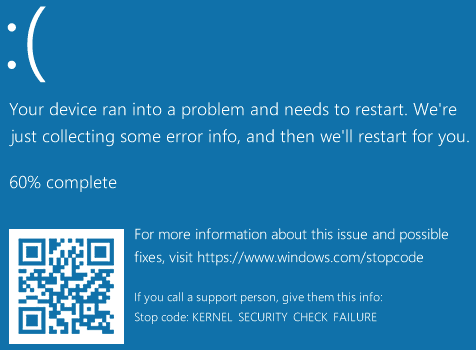 :(
Your device ran into a problem and needs to restart. We're
just collecting some error info, and then we'll restart for you.
60% complete
For more information about this issue and possible
fixes, visit https://www.windows.com/stopcode
If you call a support person, give them this info:
Stop code: KERNEL SECURITY CHECK FAILURE